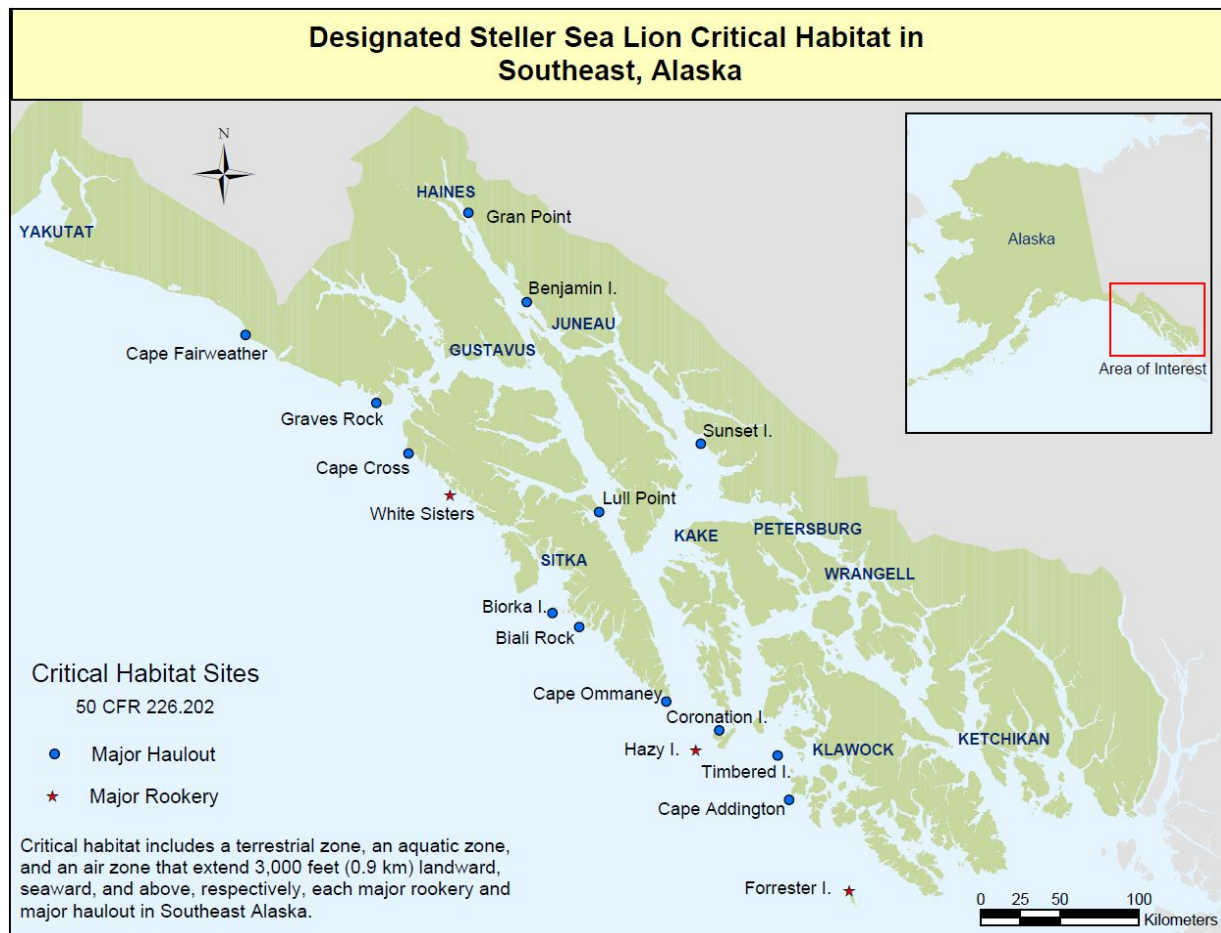 Designated Steller Sea Lion Critical Habitat in
Southeast, Alaska
N
HAINES
Gran Point
YAKUTAT
Alaska
Benjamin I.
JUNEAU
Cape Fairweather
GUSTAVUS
Area of Interest
Graves Rock
Sunset I.
Cape Cross
Lull Point
White Sisters
KAKE
PETERSBURG
SITKA
WRANGELL
Biorka I.
Biali Rock
Critical Habitat Sites
50 CFR 226.202
Cape Ommaney
Coronation I.
Hazy I.
KLAWOCK
KETCHIKAN
Major Haulout
Timbered I.
Major Rookery
Cape Addington
Critical habitat includes a terrestrial zone, an aquatic zone,
and an air zone that extend 3,000 feet (0.9 km) landward,
seaward, and above, respectively, each major rookery and
major haulout in Southeast Alaska.
Forrester I.
0 25 50 100
Kilometers